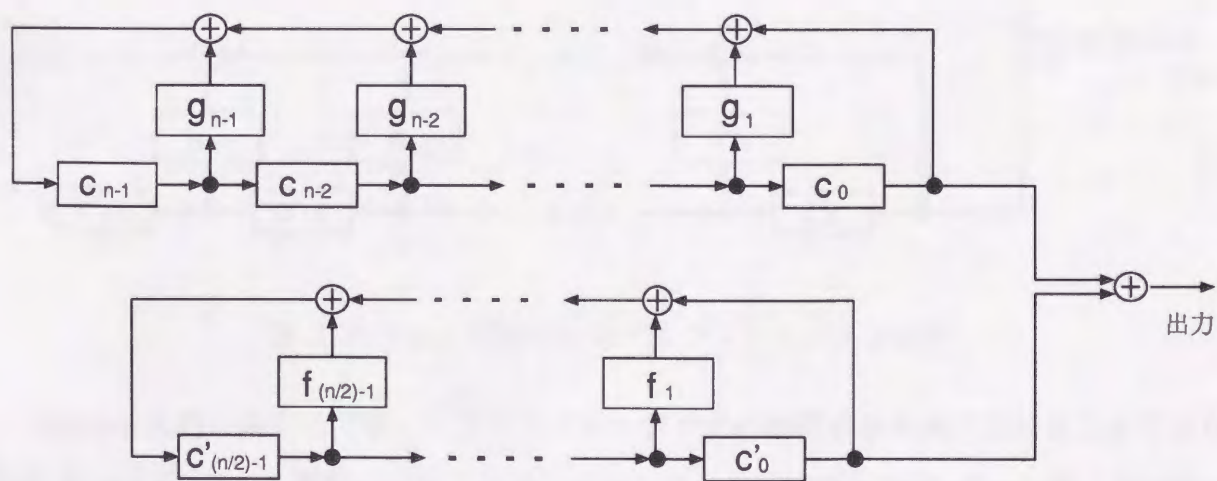 g n-1
g n-2
g 1
C n-1
C n-2
C 0
出力
f (n/2)-1
f 1
C' (n/2)-1
C' 0